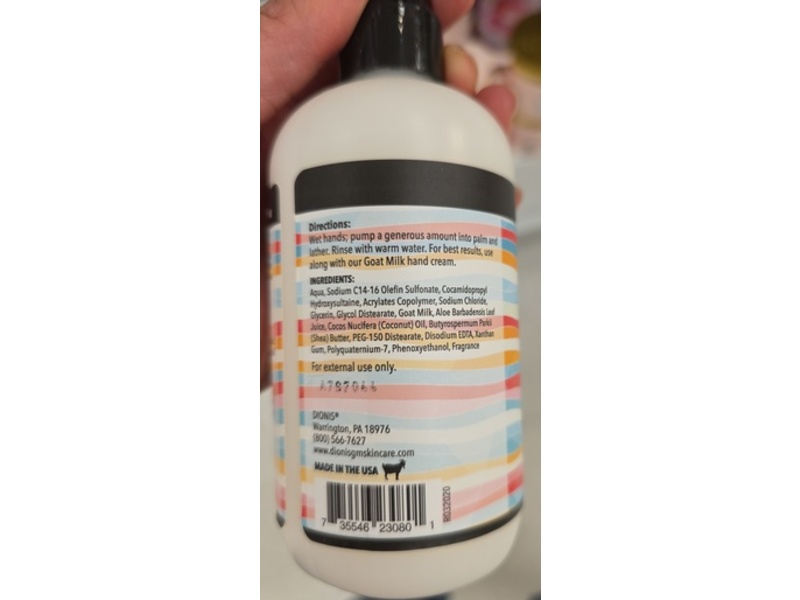 Directions:
Wet hands; pump a generous amount into palm and
lather. Rinse with warm water. For best results, use
along with our Goat Milk hand cream.
INGREDIENTS:
Aqua, Sodium C14-16 Olefin Sulfonate, Cocamidopropyl
Hydroxysultaine, Acrylates Copolymer, Sodium Chloride,
Glycerin, Glycol Distearate, Goat Milk, Aloe Barbadensis Leaf
Juice, Cocos Nucifera (Coconut) Oil, Butyrospermum Parkii
(Shea) Butter, PEG-150 Distearate, Disodium EDTA, Xanthan
Gum, Polyquaternium-7, Phenoxyethanol, Fragrance
For external use only.
A787044
DIONIS®
Warrington, PA 18976
(800) 566-7627
www.dionisgmskincare.com
MADE IN THE USA
7 35546 23080 1
R032020